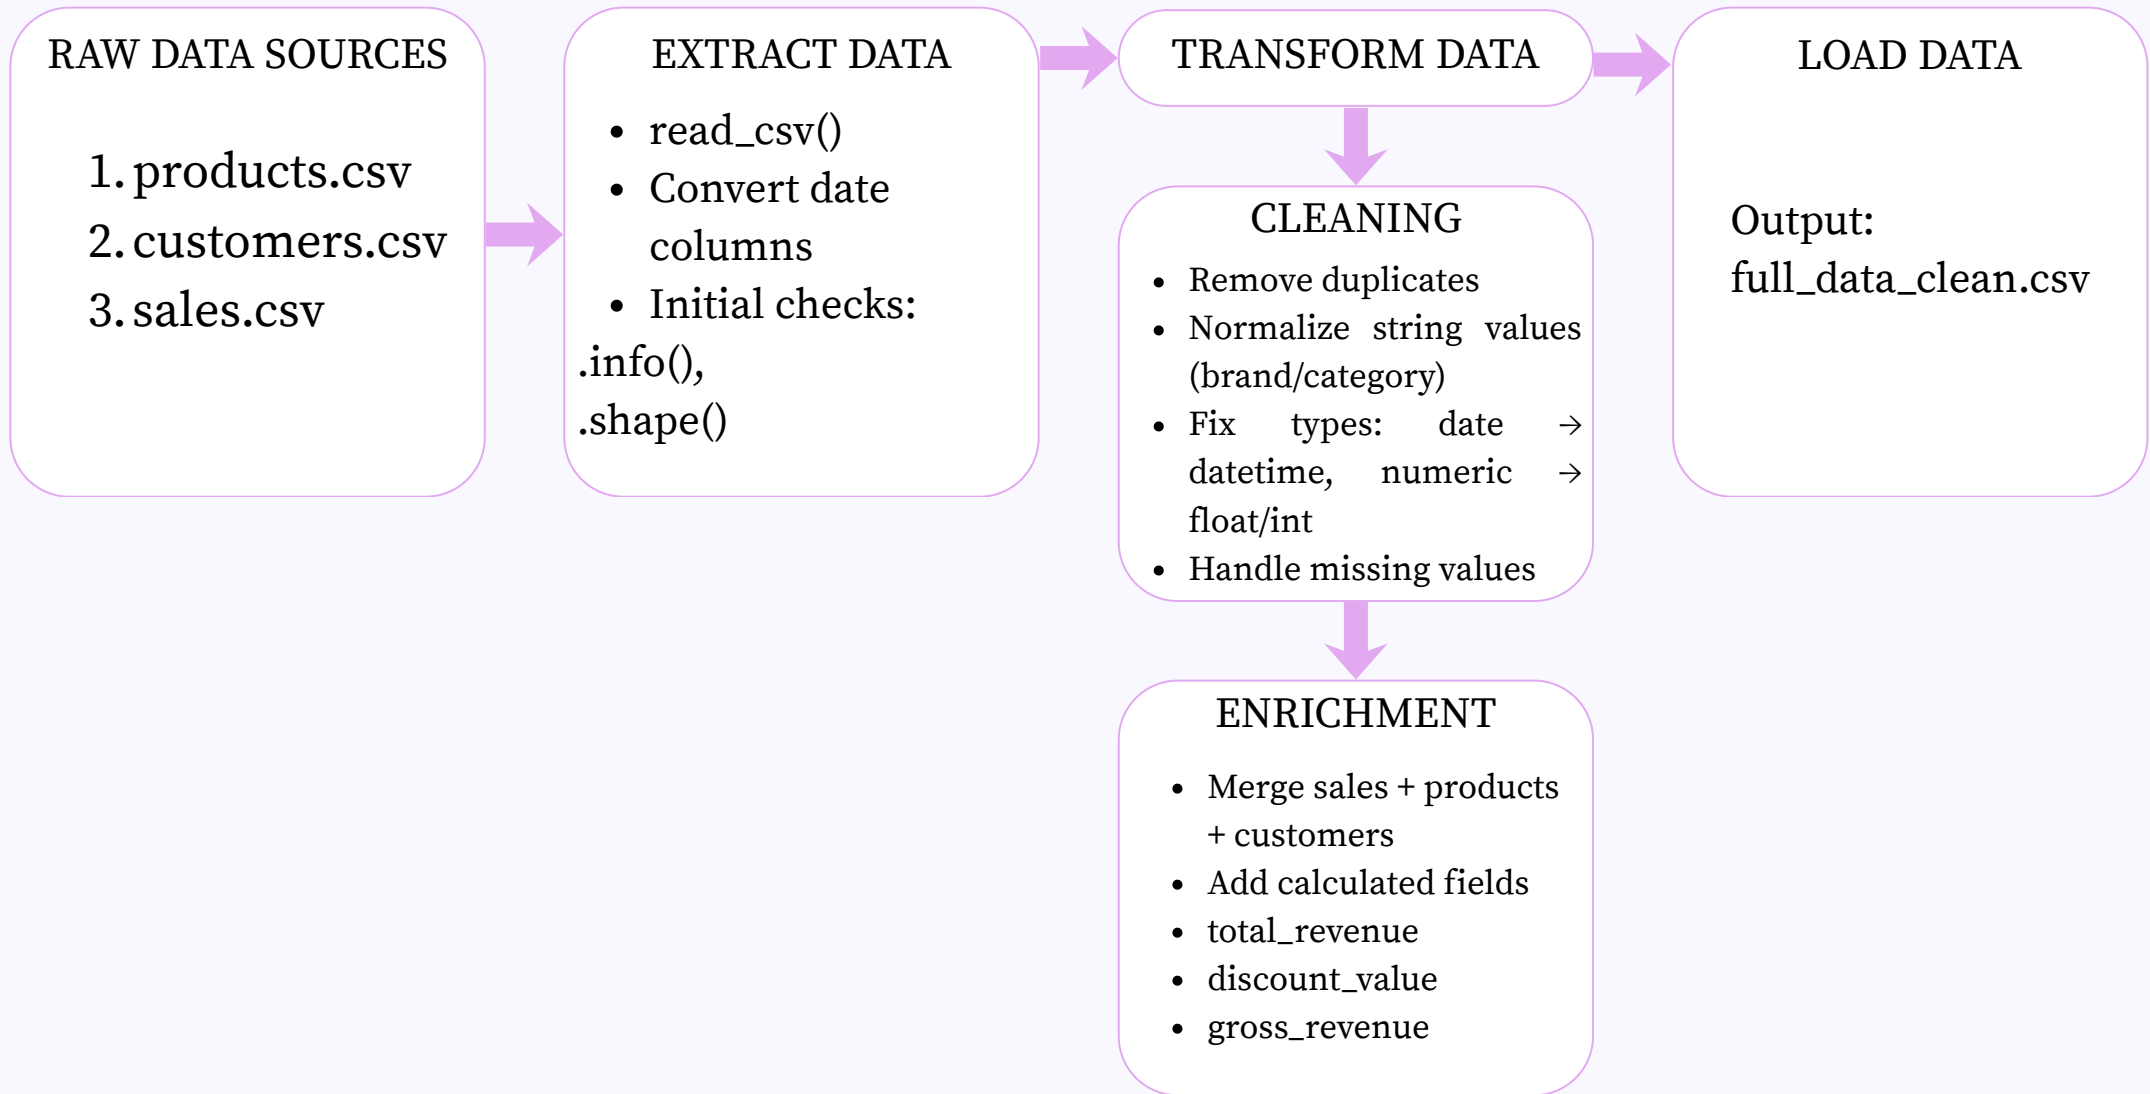 RAW DATA SOURCES
1. products.csv
2. customers.csv
3. sales.csv
EXTRACT DATA
• read_csv()
• Convert date
columns
• Initial checks:
.info(),
.shape()
TRANSFORM DATA
CLEANING
• Remove duplicates
• Normalize string values
(brand/category)
• Fix types: date →
datetime, numeric →
float/int
• Handle missing values
ENRICHMENT
• Merge sales + products
+ customers
• Add calculated fields
• total_revenue
• discount_value
• gross_revenue
LOAD DATA
Output:
full_data_clean.csv